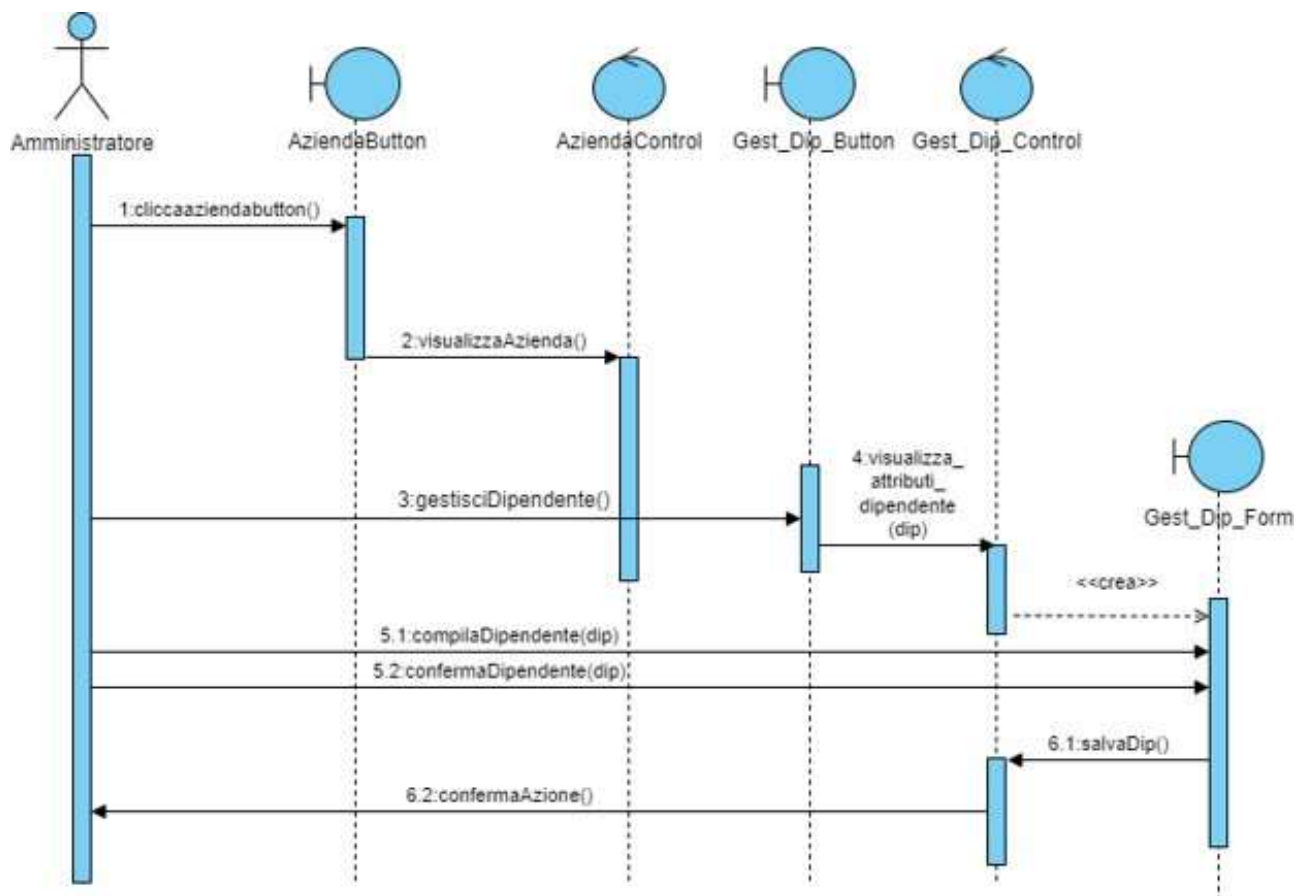 Amministratore
AziendaButton
AziendaControl
Gest_Dip_Button
Gest_Dip_Control
1:cliccaaziendabutton()
2:visualizzaAzienda()
4:visualizza_
attributi_
dipendente
(dip)
3:gestisciDipendente()
Gest_Dip_Form
<<crea>>
5.1:compilaDipendente(dip)
5.2:confermaDipendente(dip)
6.1:salvaDip()
6.2:confermaAzione()